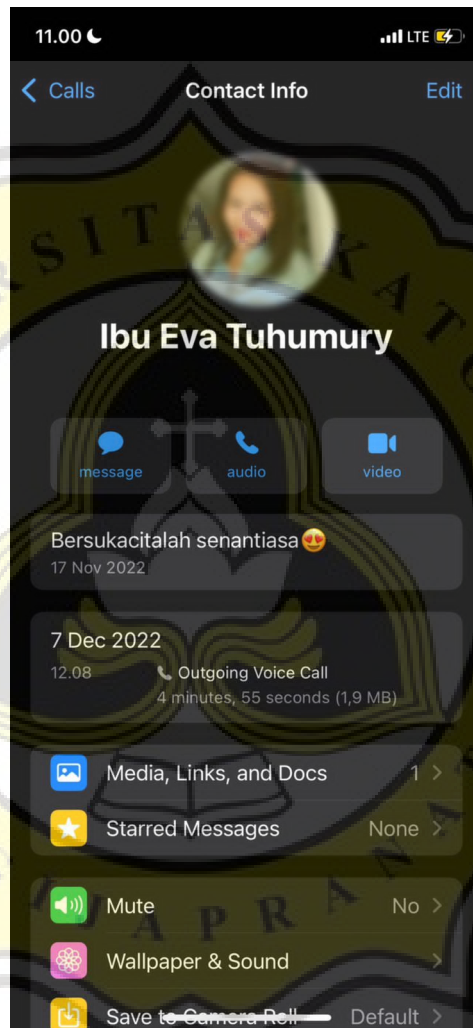 11.00
LTE
Calls
Contact Info
Edit
Ibu Eva Tuhumury
message
audio
video
Bersukacitalah senantiasa😍
17 Nov 2022
7 Dec 2022
12.08
Outgoing Voice Call
4 minutes, 55 seconds (1,9 MB)
Media, Links, and Docs
1
Starred Messages
None
Mute
No
Wallpaper & Sound
Save to Camera Roll
Default
R S I T A S K A T O
I J A P R A N A